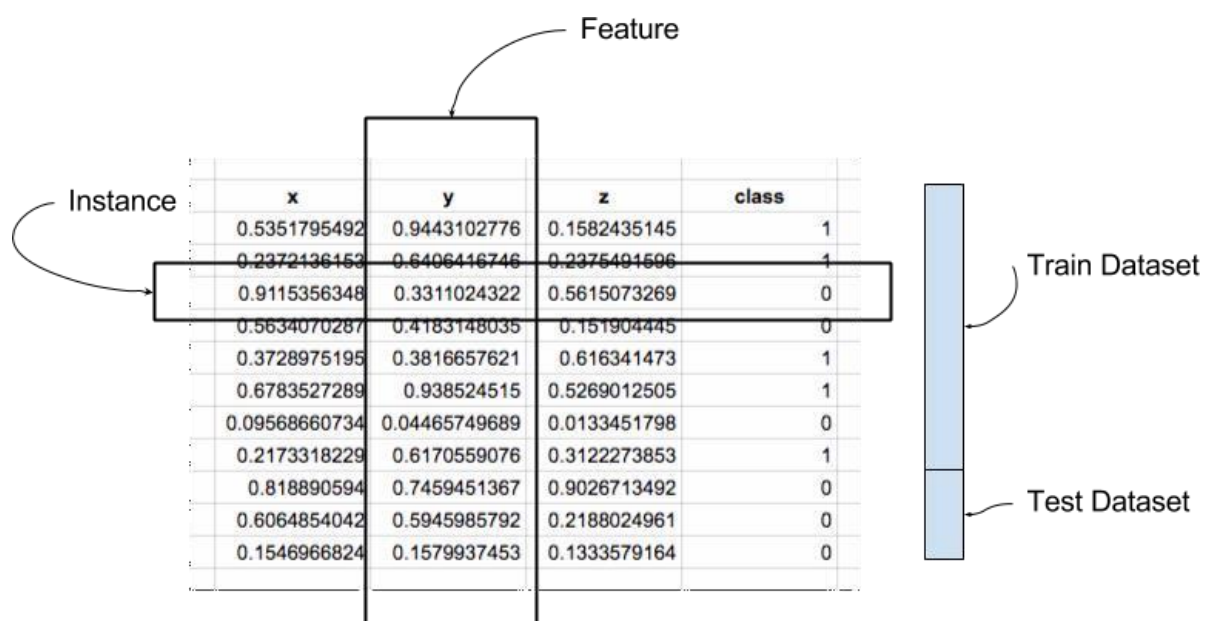 Feature
Instance
x y z class
0.5351795492 0.9443102776 0.1582435145 1
0.2372136153 0.6406416746 0.2375491596 1
0.9115356348 0.3311024322 0.5615073269 0
0.5634070287 0.4183148035 0.151904445 0
0.3728975195 0.3816657621 0.616341473 1
0.6783527289 0.938524515 0.5269012505 1
0.09568660734 0.04465749689 0.0133451798 0
0.2173318229 0.6170559076 0.3122273853 1
0.818890594 0.7459451367 0.9026713492 0
0.6064854042 0.5945985792 0.2188024961 0
0.1546966824 0.1579937453 0.1333579164 0
Train Dataset
Test Dataset